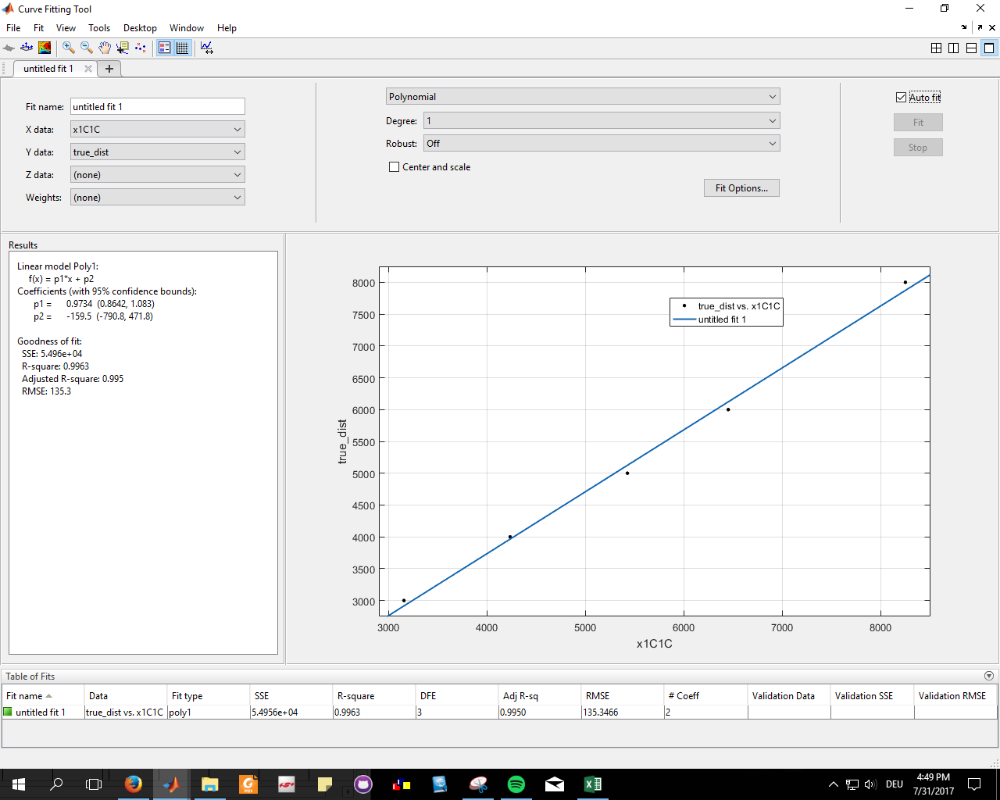 Curve Fitting Tool
File Fit View Tools Desktop Window Help
untitled fit 1
Fit name: untitled fit 1
X data: x1C1C
Y data: true_dist
Z data: (none)
Weights: (none)
Polynomial
Degree: 1
Robust: Off
Center and scale
Fit Options...
Auto fit
Fit
Stop
Results
Linear model Poly1:
f(x) = p1*x + p2
Coefficients (with 95% confidence bounds):
p1 = 0.9734 (0.8642, 1.083)
p2 = -159.5 (-790.8, 471.8)
Goodness of fit:
SSE: 5.496e+04
R-square: 0.9963
Adjusted R-square: 0.995
RMSE: 135.3
8000
7500
7000
6500
6000
5500
5000
4500
4000
3500
3000
true_dist
true_dist vs. x1C1C
untitled fit 1
3000 4000 5000 6000 7000 8000
x1C1C
Table of Fits
Fit name Data Fit type SSE R-square DFE Adj R-sq RMSE # Coeff Validation Data Validation SSE Validation RMSE
untitled fit 1 true_dist vs. x1C1C poly1 5.4956e+04 0.9963 3 0.9950 135.3466 2
DEU
4:49 PM
7/31/2017